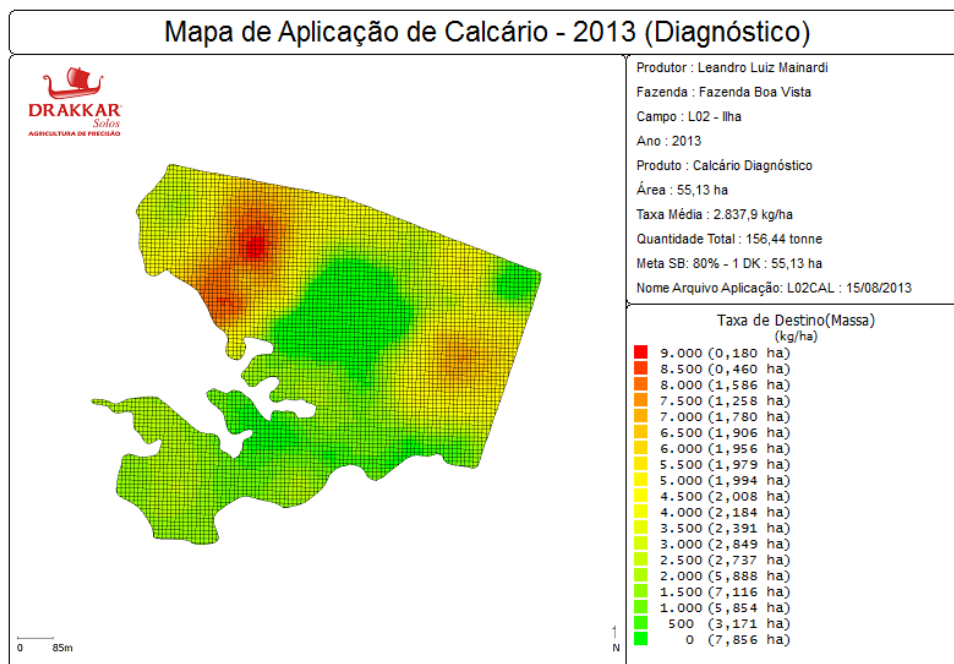 Mapa de Aplicação de Calcário - 2013 (Diagnóstico)
DRAKKAR
Solos
AGRICULTURA DE PRECISÃO
Produtor : Leandro Luiz Mainardi
Fazenda : Fazenda Boa Vista
Campo : L02 - Ilha
Ano : 2013
Produto : Calcário Diagnóstico
Área : 55,13 ha
Taxa Média : 2.837,9 kg/ha
Quantidade Total : 156,44 tonne
Meta SB: 80% - 1 DK : 55,13 ha
Nome Arquivo Aplicação: L02CAL : 15/08/2013
Taxa de Destino(Massa)
(kg/ha)
9.000 (0,180 ha)
8.500 (0,460 ha)
8.000 (1,586 ha)
7.500 (1,258 ha)
7.000 (1,780 ha)
6.500 (1,906 ha)
6.000 (1,956 ha)
5.500 (1,979 ha)
5.000 (1,994 ha)
4.500 (2,008 ha)
4.000 (2,184 ha)
3.500 (2,391 ha)
3.000 (2,849 ha)
2.500 (2,737 ha)
2.000 (5,888 ha)
1.500 (7,116 ha)
1.000 (5,854 ha)
500 (3,171 ha)
0 (7,856 ha)
0 85m
N